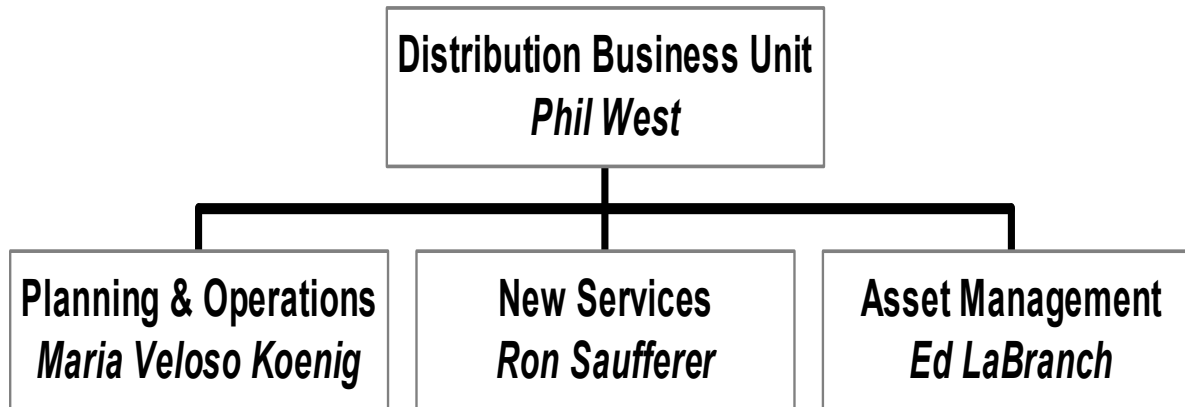 Distribution Business Unit
Phil West
Planning & Operations
Maria Veloso Koenig
New Services
Ron Saufferer
Asset Management
Ed LaBranch